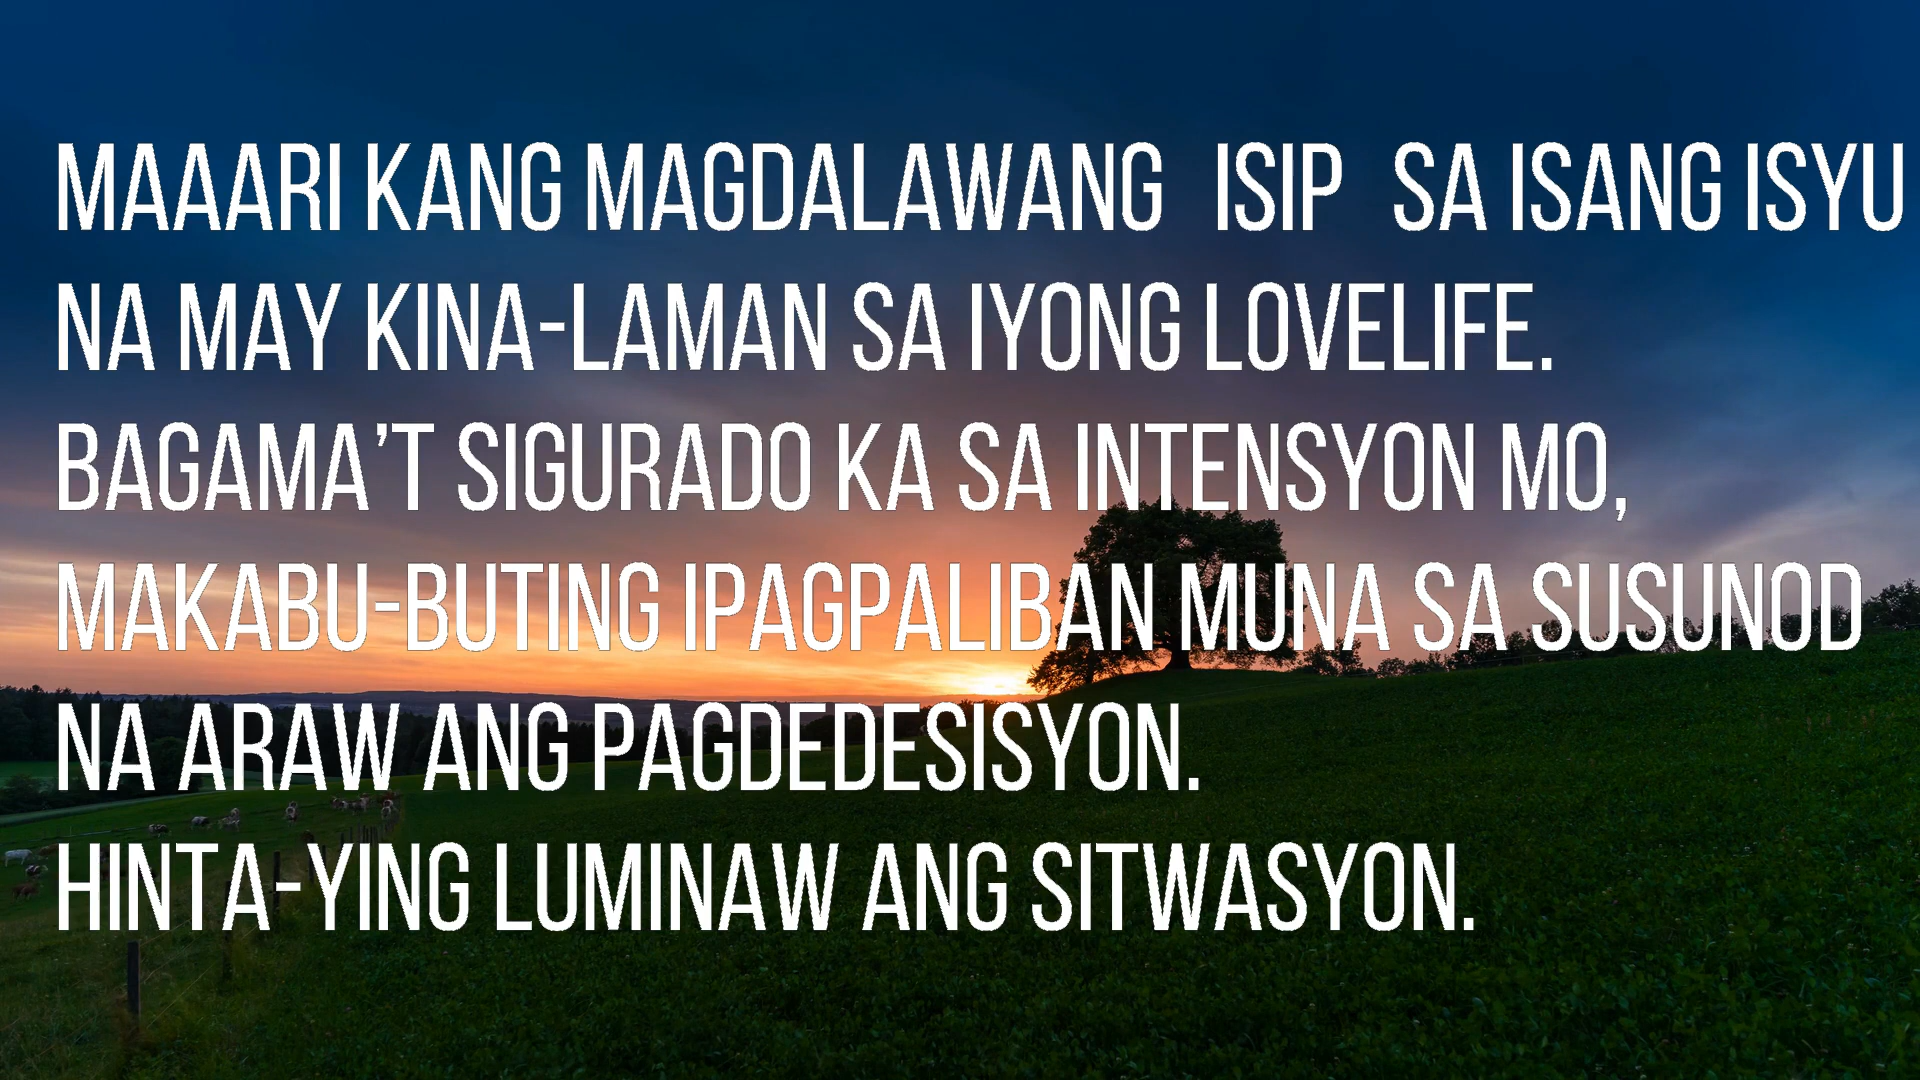 MAAARI KANG MAGDALAWANG ISIP SA ISANG ISYU
NA MAY KINA-LAMAN SA IYONG LOVELIFE.
BAGAMA’T SIGURADO KA SA INTENSYON MO,
MAKABU-BUTING IPAGPALIBAN MUNA SA SUSUNOD
NA ARAW ANG PAGDEDESISYON.
HINTA-YING LUMINAW ANG SITWASYON.